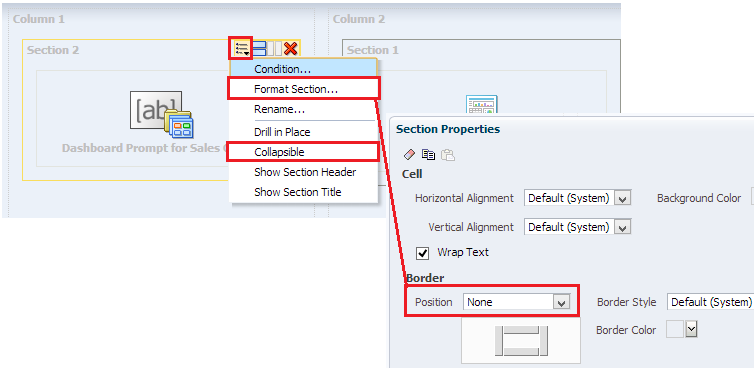 Column 1
Column 2
Section 2
Section 1
Condition...
Format Section...
Rename...
[ab]
Drill in Place
Dashboard Prompt for Sales
Collapsible
Show Section Header
Show Section Title
Section Properties
Cell
Horizontal Alignment Default (System) Background Color
Vertical Alignment Default (System)
Wrap Text
Border
Position None Border Style Default (System)
Border Color